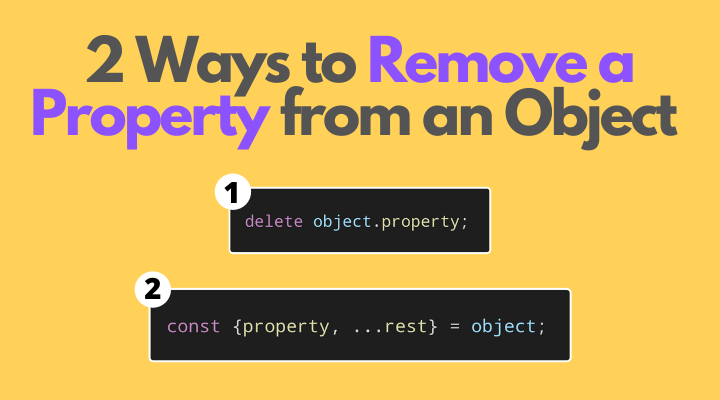 2 Ways to Remove a
Property from an Object
1
delete object.property;
2
const {property, ...rest} = object;